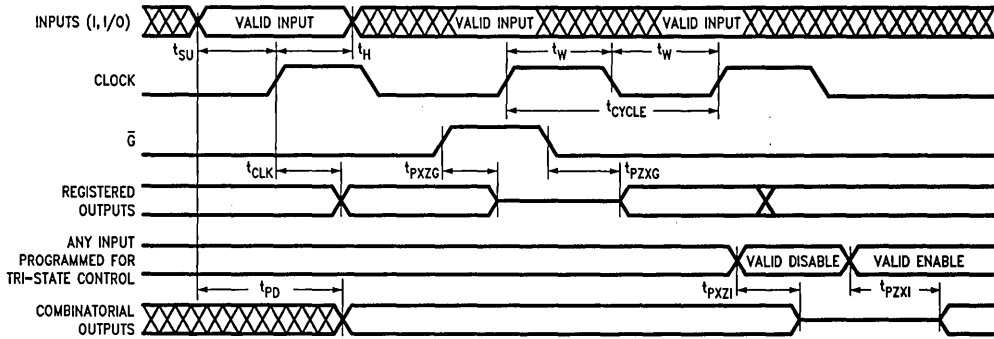 INPUTS (I, I/O)
VALID INPUT
VALID INPUT
VALID INPUT
tSU
tH
tW
tW
CLOCK
tCYCLE
G̅
tCLK
tPXZG
tPZXG
REGISTERED
OUTPUTS
ANY INPUT
PROGRAMMED FOR
TRI-STATE CONTROL
VALID DISABLE
VALID ENABLE
tPD
tPXZI
tPZXI
COMBINATORIAL
OUTPUTS